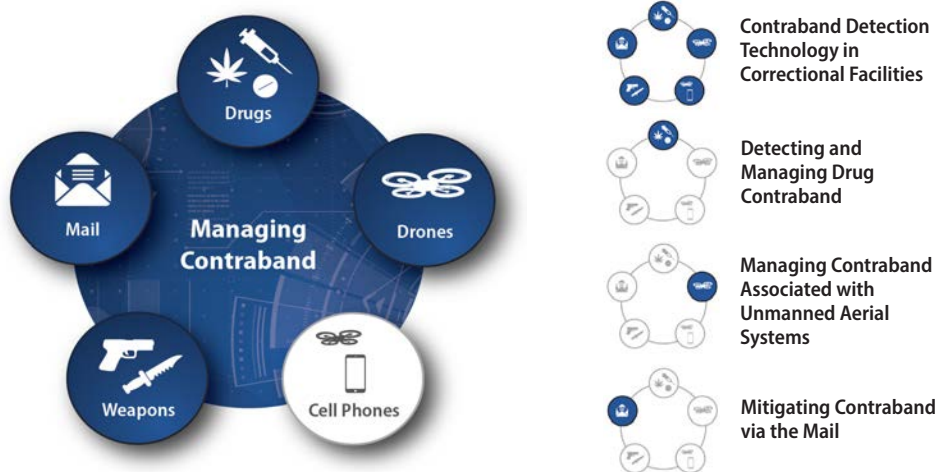 Drugs
Mail
Drones
Managing
Contraband
Weapons
Cell Phones
Contraband Detection
Technology in
Correctional Facilities
Detecting and
Managing Drug
Contraband
Managing Contraband
Associated with
Unmanned Aerial
Systems
Mitigating Contraband
via the Mail